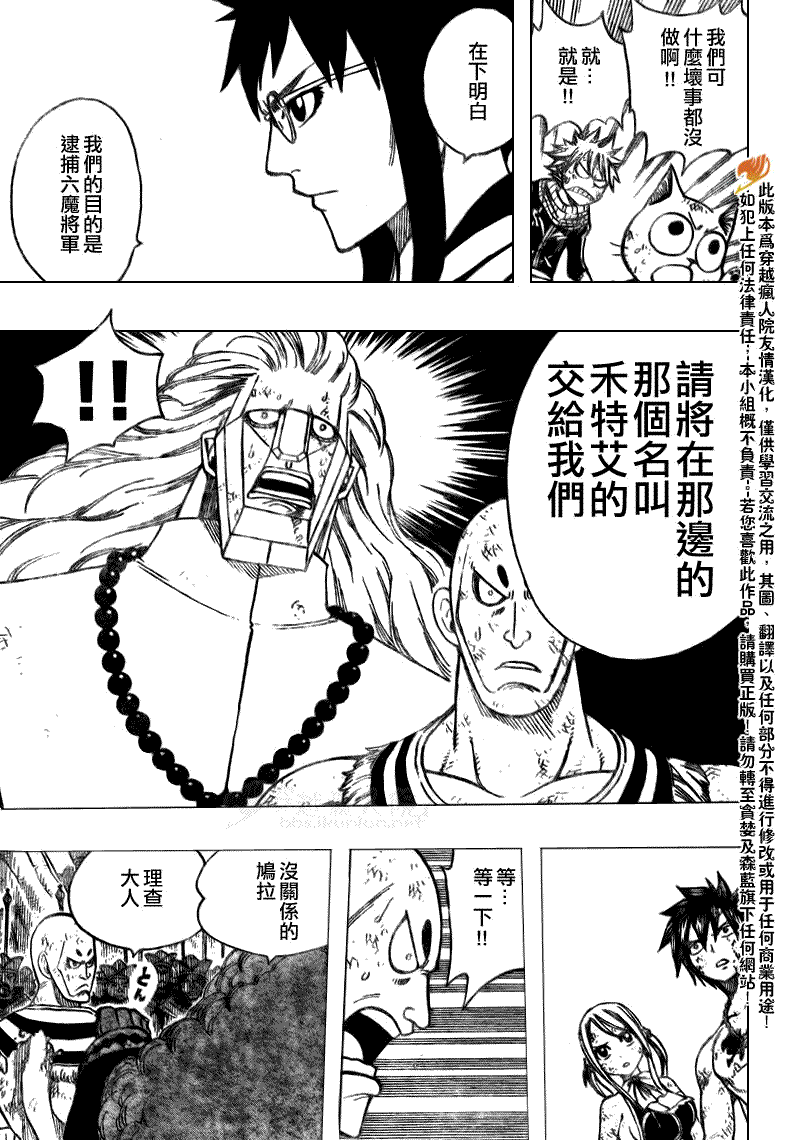 我們可
什麼壞事都沒
做啊!!
就…
就是!!
在下明白
我們的目的是
逮捕六魔將軍
請將在那邊的
那個名叫
禾特艾的
交給我們
!!
等…
等一下!!
沒關係的
鳩拉
理查
大人
とん
此版本爲穿越瘋人院友情漢化，僅供學習交流之用，其圖、翻譯以及任何部分不得進行修改或用于任何商業用途！
如犯上任何法律責任；本小組概不負責。若您喜歡此作品，請購買正版！請勿轉至貪婪及森藍旗下任何網站！